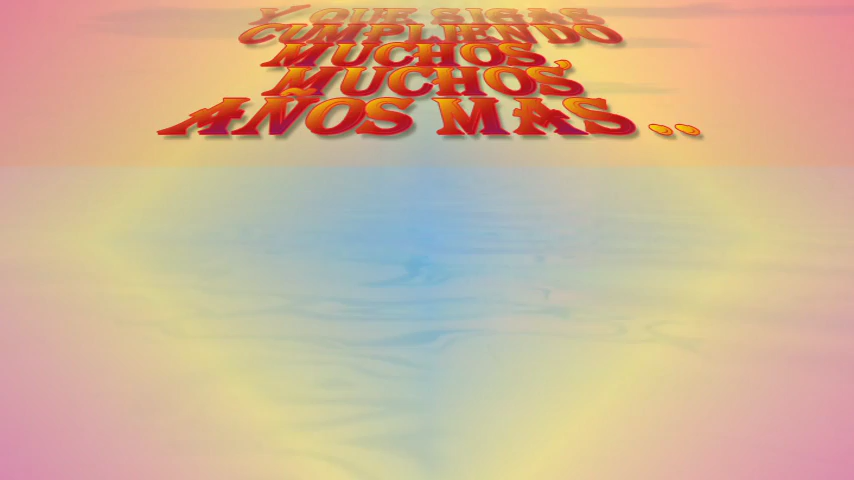 Y QUE SIGAS
CUMPLIENDO
MUCHOS,
MUCHOS
AÑOS MAS ..